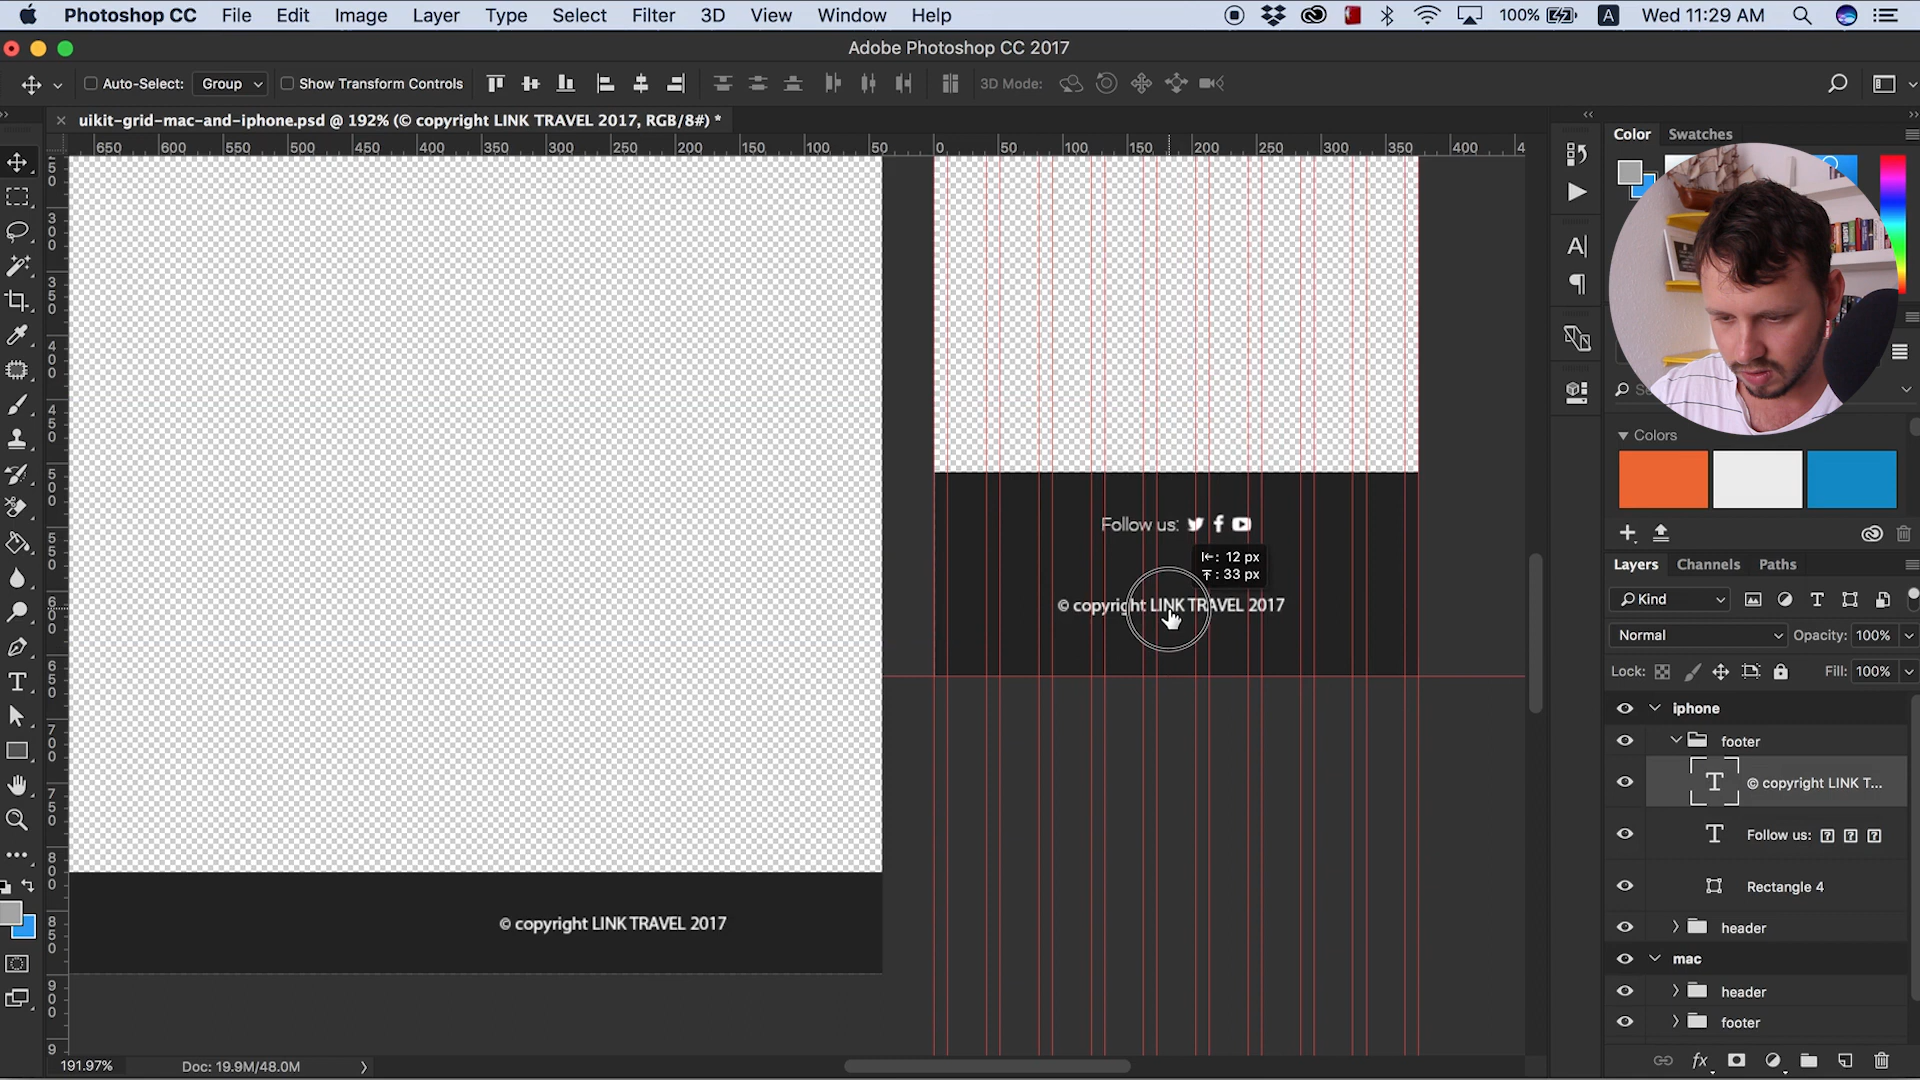 Photoshop CC File Edit Image Layer Type Select Filter 3D View Window Help 100% A Wed 11:29 AM
Adobe Photoshop CC 2017
Auto-Select: Group Show Transform Controls 3D Mode:
× uikit-grid-mac-and-iphone.psd @ 192% (© copyright LINK TRAVEL 2017, RGB/8#) *
650 600 550 500 450 400 350 300 250 200 150 100 50 0 50 100 150 200 250 300 350 400 4
Color Swatches
Colors
Follow us:
12 px
33 px
© copyright LINK TRAVEL 2017
© copyright LINK TRAVEL 2017
Layers Channels Paths
Kind
Normal Opacity: 100%
Lock: Fill: 100%
iphone
footer
T © copyright LINK T...
T Follow us: ? ? ?
Rectangle 4
header
mac
header
footer
fx
191.97% Doc: 19.9M/48.0M